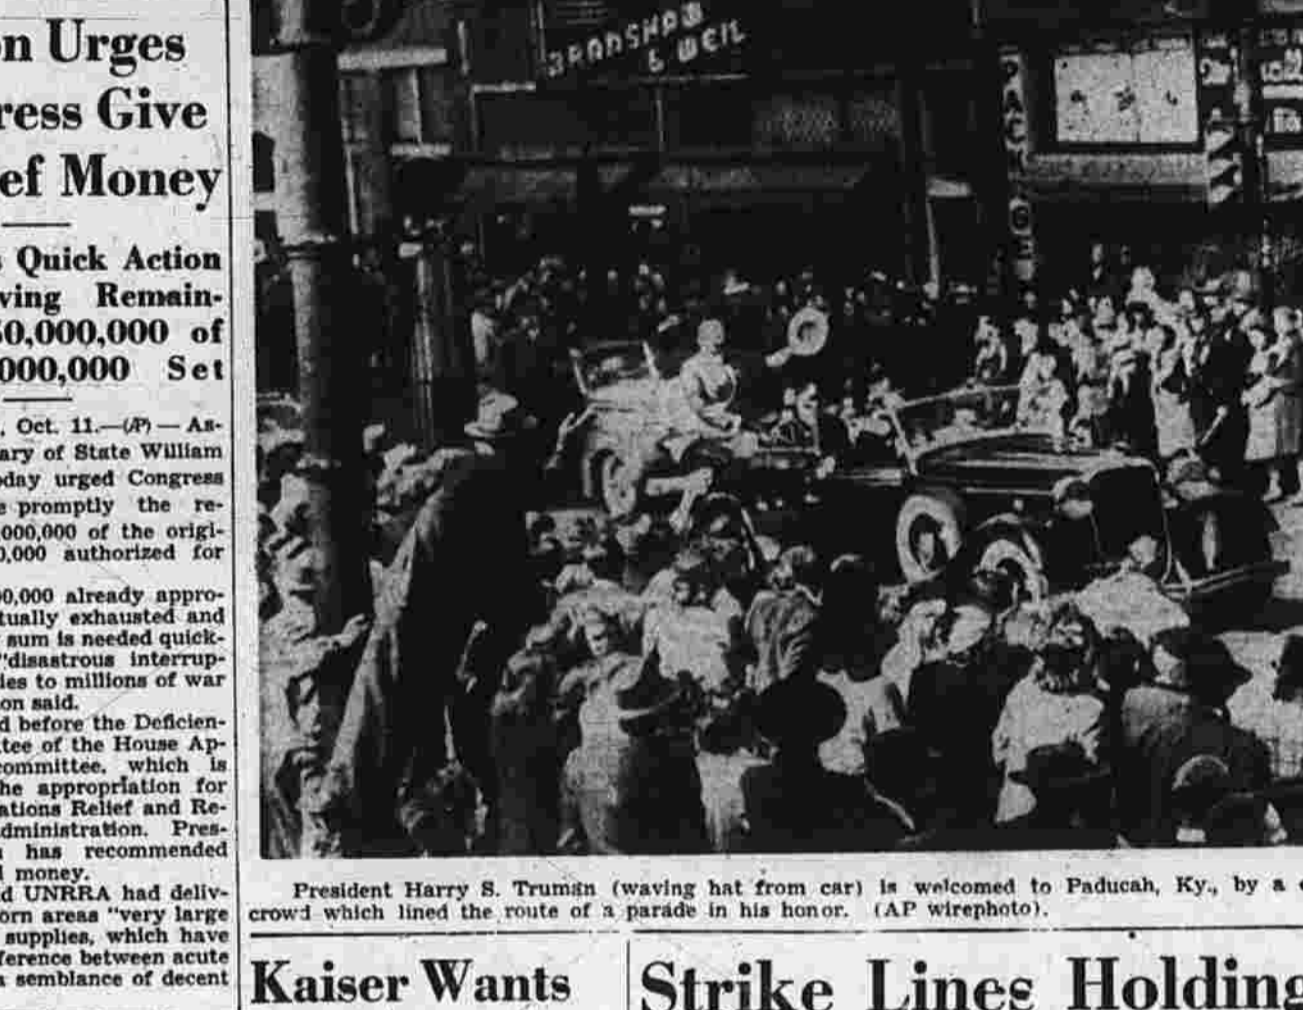 n Urges
ress Give
ef Money
s Quick Action
ving Remain-
50,000,000 of
000,000 Set
, Oct. 11.—(AP) — As-
ary of State William
oday urged Congress
e promptly the re-
000,000 of the origi-
0,000 authorized for
00,000 already appro-
tually exhausted and
sum is needed quick-
"disastrous interrup-
ies to millions of war
on said.
d before the Deficien-
tee of the House Ap-
committee, which is
he appropriation for
ations Relief and Re-
dministration. Pres-
has recommended
l money.
d UNRRA had deliv-
orn areas "very large
supplies, which have
ference between acute
a semblance of decent
BRADSHAW
& WEIL
President Harry S. Truman (waving hat from car) is welcomed to Paducah, Ky., by a
crowd which lined the route of a parade in his honor. (AP wirephoto).
Kaiser Wants
Strike Lines Holding